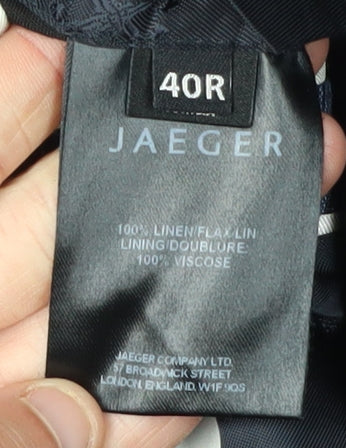 40R
JAEGER
100% LINEN/FLAX LIN
LINING/DOUBLURE:
100% VISCOSE
JAEGER COMPANY LTD
57 BROADWICK STREET
LONDON, ENGLAND, W1F 9QS